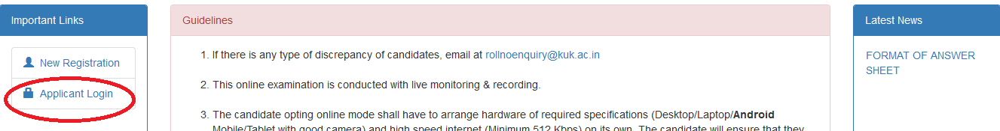 Important Links
New Registration
Applicant Login
Guidelines
1. If there is any type of discrepancy of candidates, email at rollnoenquiry@kuk.ac.in
2. This online examination is conducted with live monitoring & recording.
3. The candidate opting online mode shall have to arrange hardware of required specifications (Desktop/Laptop/Android
Mobile/Tablet with good camera) and high speed internet (Minimum 512 Kbps) on its own. The candidate will ensure that they
Latest News
FORMAT OF ANSWER
SHEET